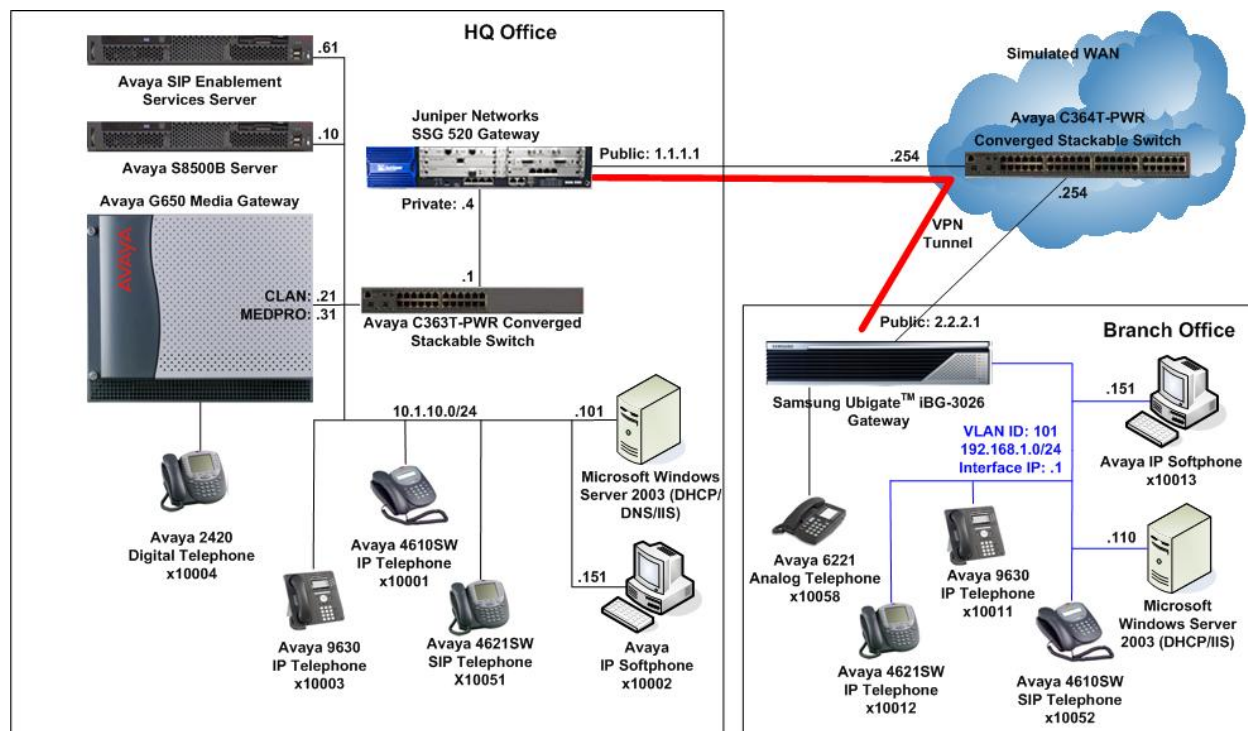 HQ Office
.61
Avaya SIP Enablement
Services Server
.10
Avaya S8500B Server
Avaya G650 Media Gateway
AVAYA
CLAN: .21
MEDPRO: .31
Juniper Networks
SSG 520 Gateway
Public: 1.1.1.1
Private: .4
.1
Avaya C363T-PWR Converged
Stackable Switch
10.1.10.0/24
.101
Microsoft Windows
Server 2003 (DHCP/
DNS/IIS)
.151
Avaya
IP Softphone
x10002
Avaya 2420
Digital Telephone
x10004
Avaya 9630
IP Telephone
x10003
Avaya 4610SW
IP Telephone
x10001
Avaya 4621SW
SIP Telephone
X10051
Simulated WAN
Avaya C364T-PWR
Converged Stackable Switch
.254
.254
VPN
Tunnel
Branch Office
Public: 2.2.2.1
SAMSUNG
Samsung Ubigate™ iBG-3026
Gateway
VLAN ID: 101
192.168.1.0/24
Interface IP: .1
.151
Avaya IP Softphone
x10013
Avaya 6221
Analog Telephone
x10058
Avaya 9630
IP Telephone
x10011
.110
Microsoft
Windows Server
2003 (DHCP/IIS)
Avaya 4621SW
IP Telephone
x10012
Avaya 4610SW
SIP Telephone
x10052